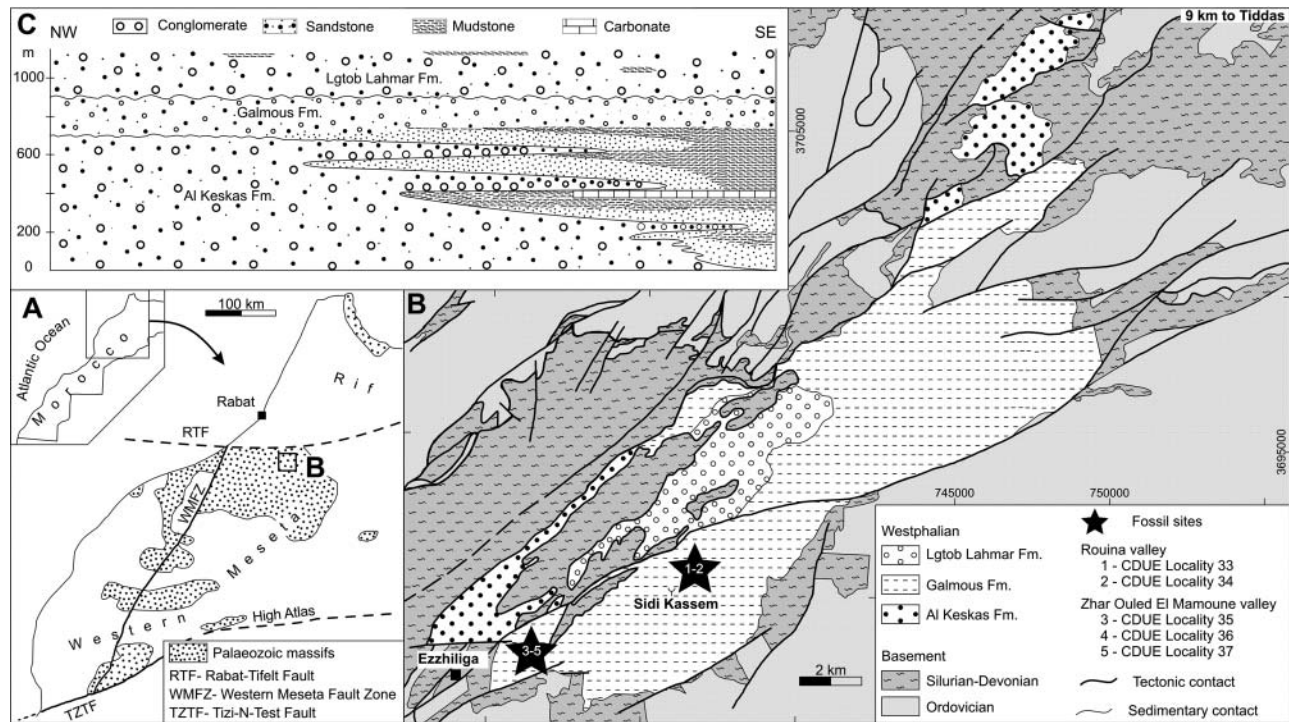 C
Conglomerate
Sandstone
Mudstone
Carbonate
NW
SE
m
1000
600
200
0
Lgtob Lahmar Fm.
Galmous Fm.
Al Keskas Fm.
9 km to Tiddas
3705000
3695000
745000
750000
A
100 km
Atlantic Ocean
Morocco
Rif
Rabat
RTF
B
WMFZ
Western Meseta
High Atlas
TZTF
Palaeozoic massifs
RTF- Rabat-Tifelt Fault
WMFZ- Western Meseta Fault Zone
TZTF- Tizi-N-Test Fault
B
1-2
Sidi Kassem
3-5
Ezzhiliga
2 km
Westphalian
Lgtob Lahmar Fm.
Galmous Fm.
Al Keskas Fm.
Basement
Silurian-Devonian
Ordovician
Fossil sites
Rouina valley
1 - CDUE Locality 33
2 - CDUE Locality 34
Zhar Ouled El Mamoune valley
3 - CDUE Locality 35
4 - CDUE Locality 36
5 - CDUE Locality 37
Tectonic contact
Sedimentary contact